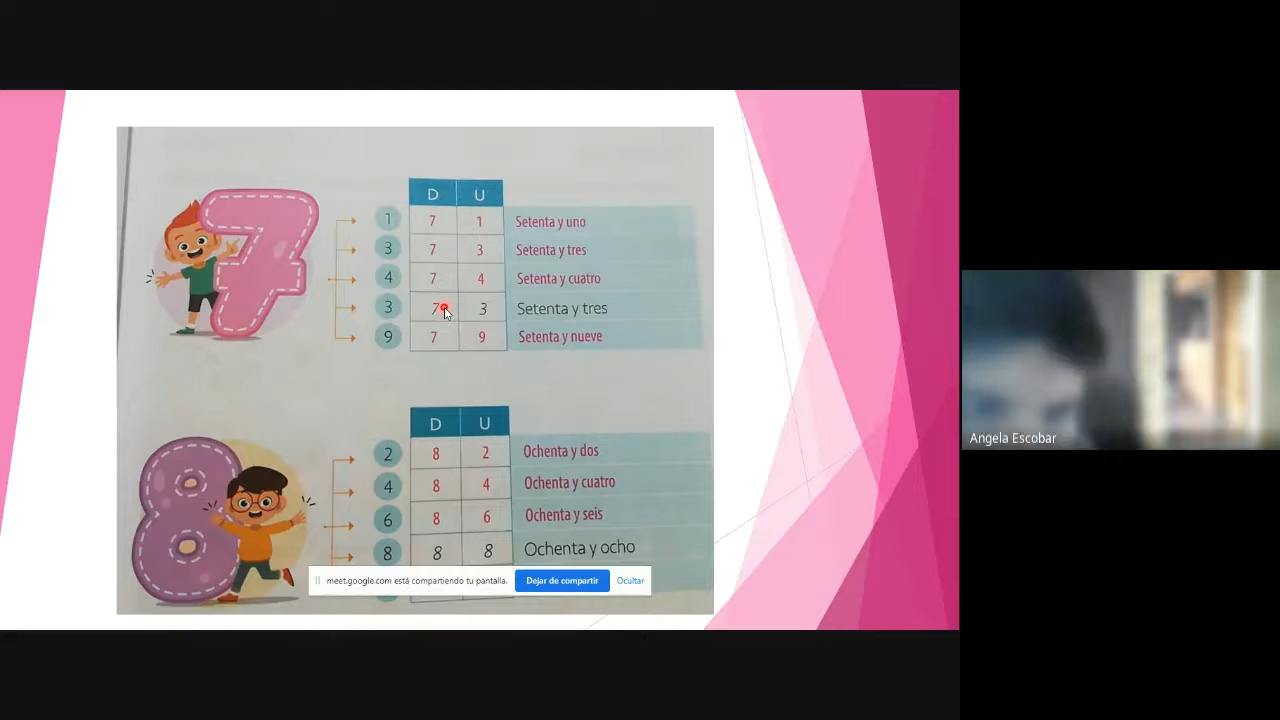 7
D U
1 7 1 Setenta y uno
3 7 3 Setenta y tres
4 7 4 Setenta y cuatro
3 7 3 Setenta y tres
9 7 9 Setenta y nueve
8
D U
2 8 2 Ochenta y dos
4 8 4 Ochenta y cuatro
6 8 6 Ochenta y seis
8 8 8 Ochenta y ocho
meet.google.com está compartiendo tu pantalla. Dejar de compartir Ocultar
Angela Escobar